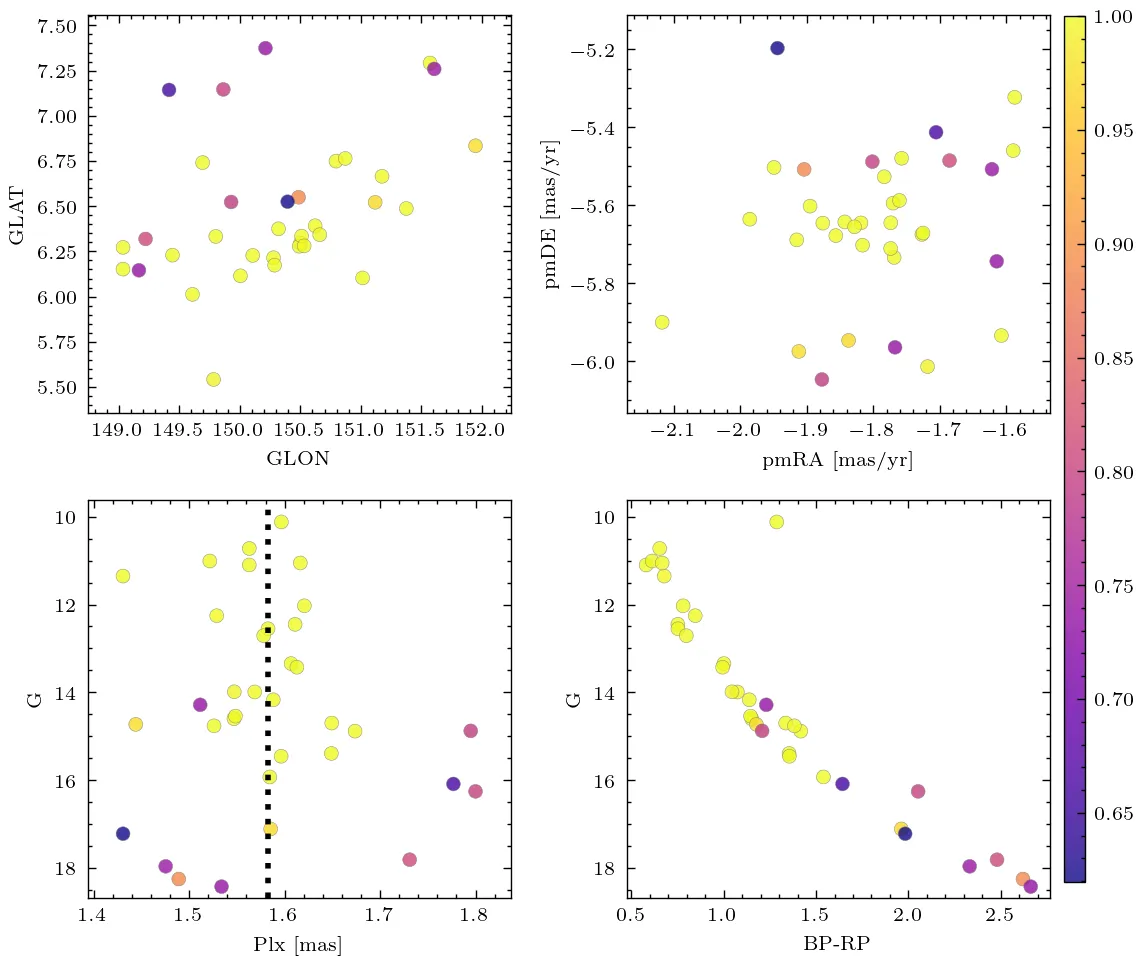 7.50
7.25
7.00
6.75
6.50
6.25
6.00
5.75
5.50
GLAT
149.0 149.5 150.0 150.5 151.0 151.5 152.0
GLON
−5.2
−5.4
−5.6
−5.8
−6.0
pmDE [mas/yr]
−2.1 −2.0 −1.9 −1.8 −1.7 −1.6
pmRA [mas/yr]
10
12
14
16
18
G
1.4 1.5 1.6 1.7 1.8
Plx [mas]
10
12
14
16
18
G
0.5 1.0 1.5 2.0 2.5
BP-RP
1.00
0.95
0.90
0.85
0.80
0.75
0.70
0.65